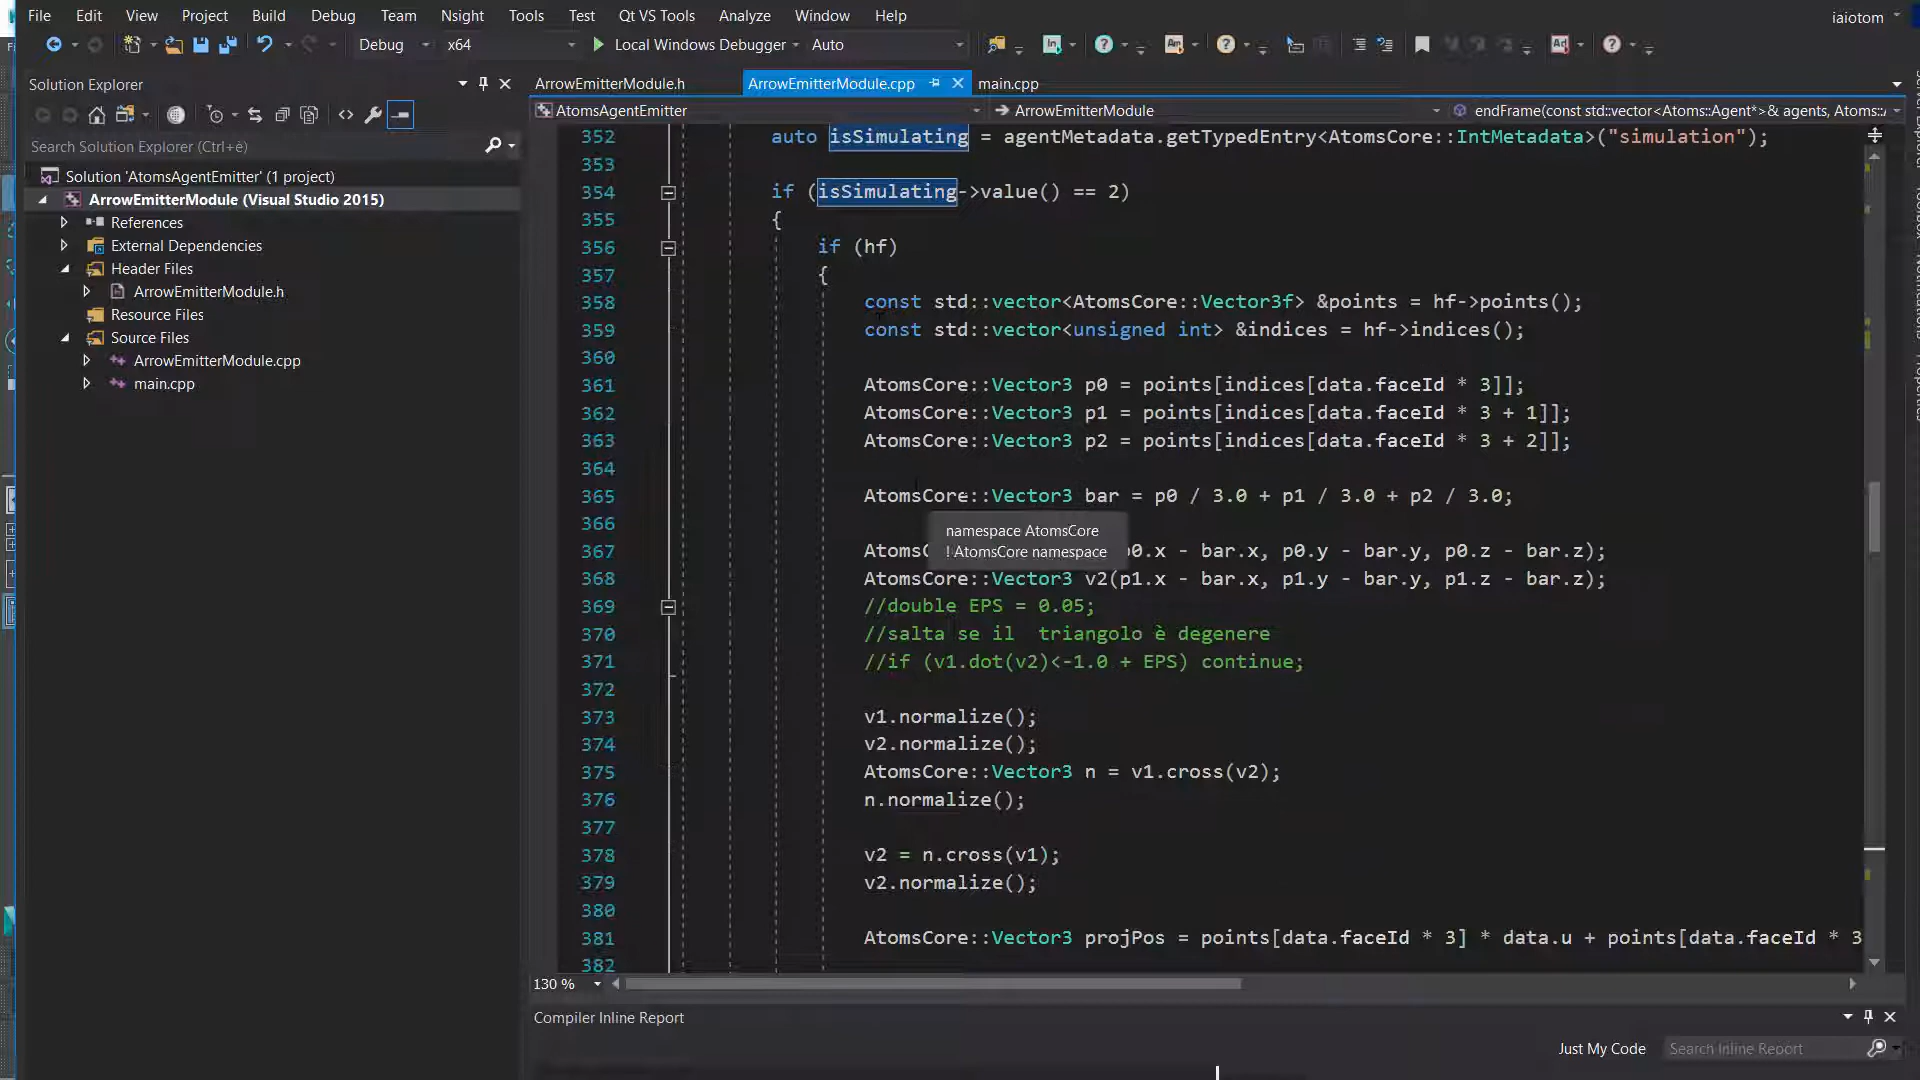 File Edit View Project Build Debug Team Nsight Tools Test Qt VS Tools Analyze Window Help
iaiotom
Debug x64 Local Windows Debugger Auto
Solution Explorer
ArrowEmitterModule.h ArrowEmitterModule.cpp main.cpp
AtomsAgentEmitter ArrowEmitterModule endFrame(const std::vector<Atoms::Agent*>& agents, Atoms::
Search Solution Explorer (Ctrl+è)
Solution 'AtomsAgentEmitter' (1 project)
ArrowEmitterModule (Visual Studio 2015)
References
External Dependencies
Header Files
ArrowEmitterModule.h
Resource Files
Source Files
ArrowEmitterModule.cpp
main.cpp
352 auto isSimulating = agentMetadata.getTypedEntry<AtomsCore::IntMetadata>("simulation");
353
354 if (isSimulating->value() == 2)
355 {
356 if (hf)
357 {
358 const std::vector<AtomsCore::Vector3f> &points = hf->points();
359 const std::vector<unsigned int> &indices = hf->indices();
360
361 AtomsCore::Vector3 p0 = points[indices[data.faceId * 3]];
362 AtomsCore::Vector3 p1 = points[indices[data.faceId * 3 + 1]];
363 AtomsCore::Vector3 p2 = points[indices[data.faceId * 3 + 2]];
364
365 AtomsCore::Vector3 bar = p0 / 3.0 + p1 / 3.0 + p2 / 3.0;
366
namespace AtomsCore
! AtomsCore namespace
367 Atoms 0.x - bar.x, p0.y - bar.y, p0.z - bar.z);
368 AtomsCore::Vector3 v2(p1.x - bar.x, p1.y - bar.y, p1.z - bar.z);
369 //double EPS = 0.05;
370 //salta se il triangolo è degenere
371 //if (v1.dot(v2)<-1.0 + EPS) continue;
372
373 v1.normalize();
374 v2.normalize();
375 AtomsCore::Vector3 n = v1.cross(v2);
376 n.normalize();
377
378 v2 = n.cross(v1);
379 v2.normalize();
380
381 AtomsCore::Vector3 projPos = points[data.faceId * 3] * data.u + points[data.faceId * 3
382
130 %
Compiler Inline Report
Just My Code Search Inline Report